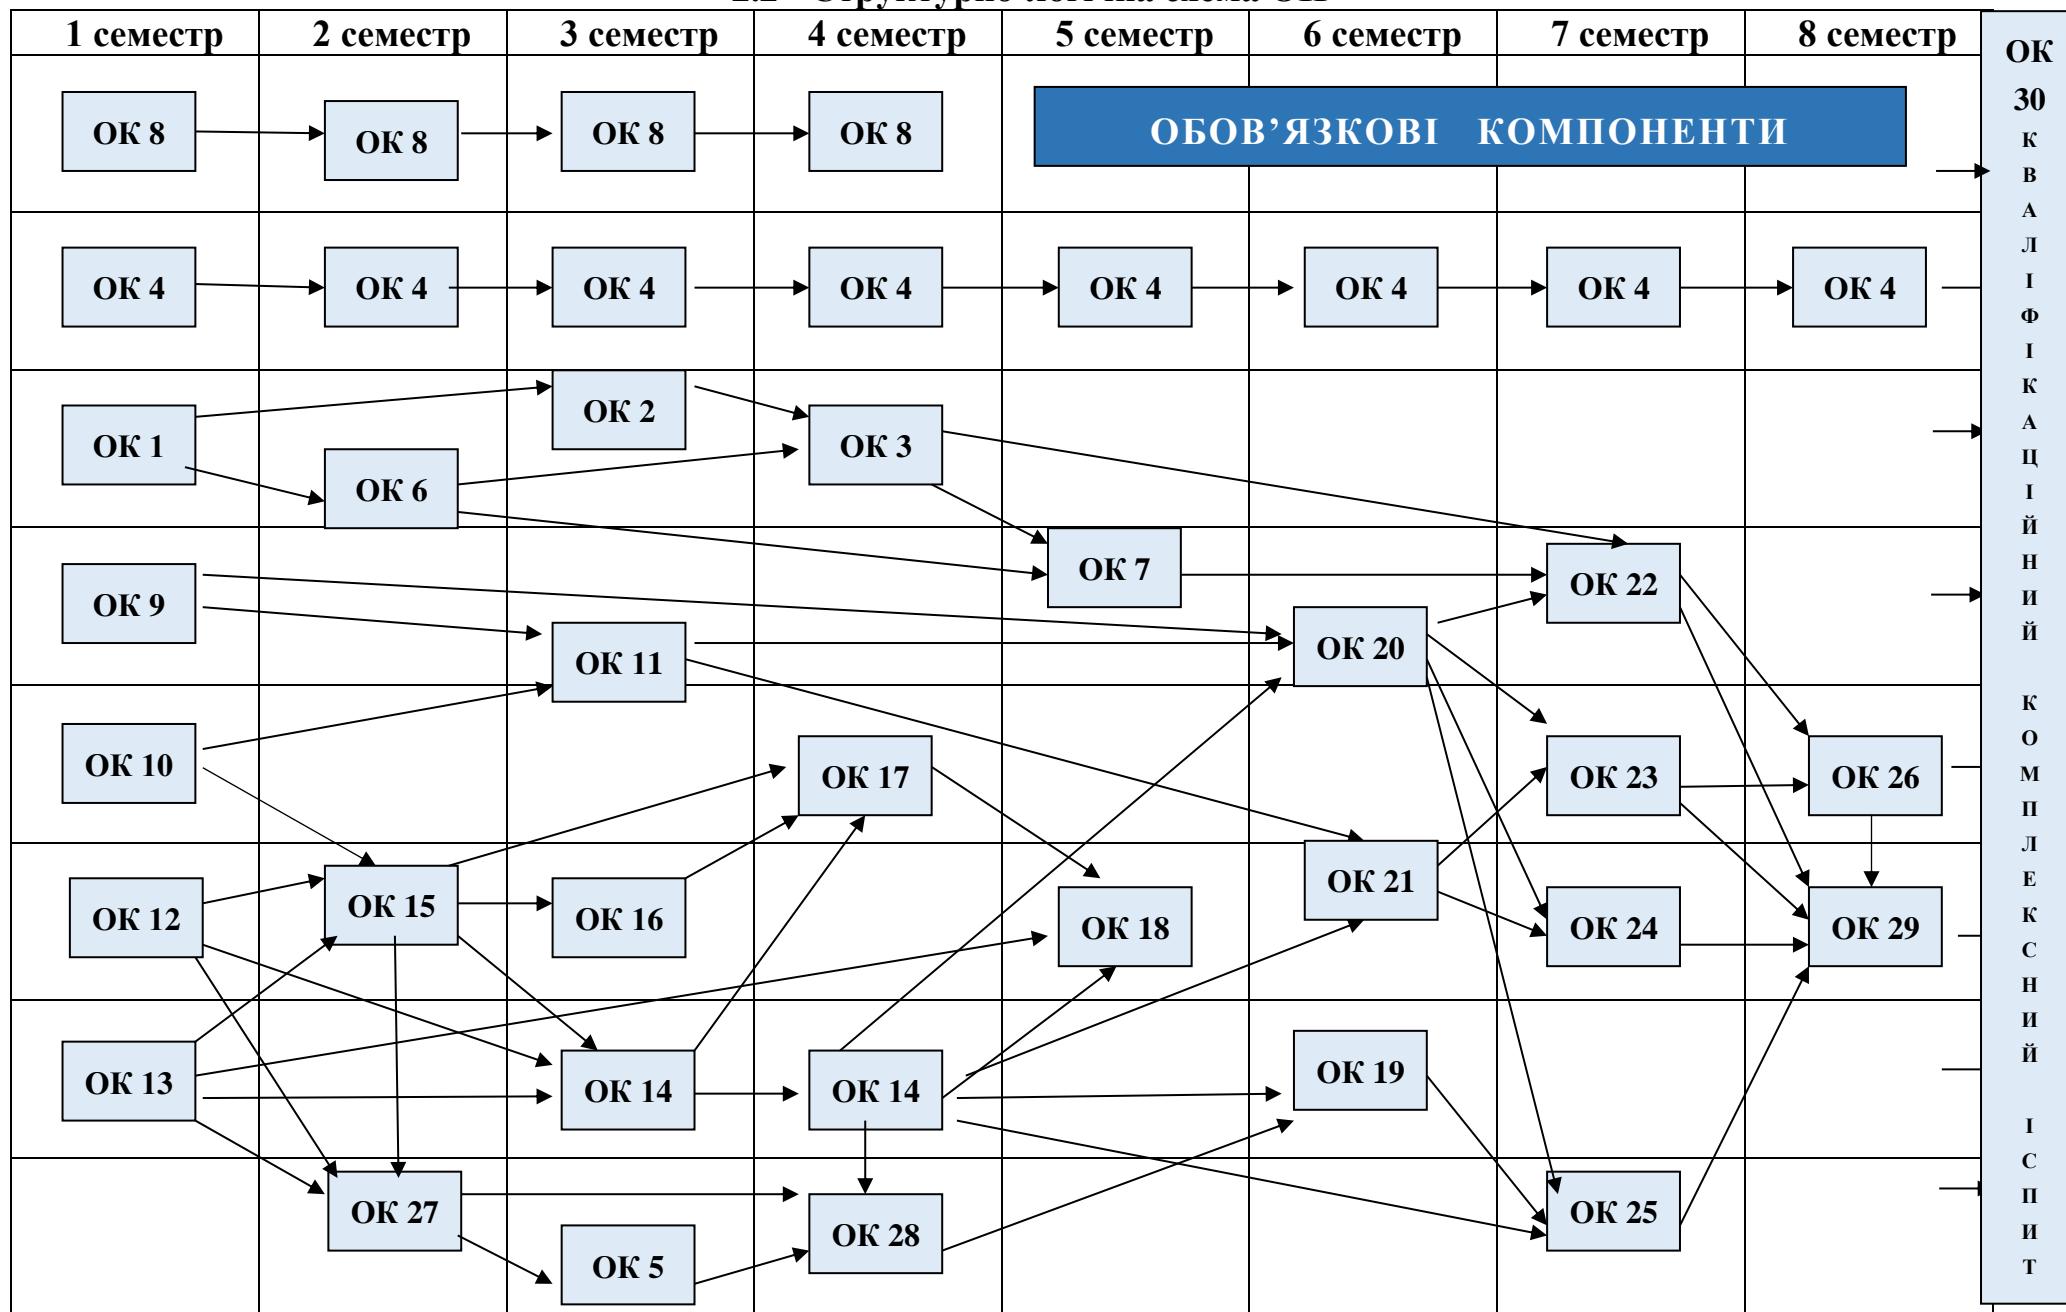 1 семестр
2 семестр
3 семестр
4 семестр
5 семестр
6 семестр
7 семестр
8 семестр
ОК 8
ОК 8
ОК 8
ОК 8
ОБОВ’ЯЗКОВІ КОМПОНЕНТИ
ОК 4
ОК 4
ОК 4
ОК 4
ОК 4
ОК 4
ОК 4
ОК 4
ОК 1
ОК 6
ОК 2
ОК 3
ОК 9
ОК 11
ОК 7
ОК 20
ОК 22
ОК 10
ОК 17
ОК 23
ОК 26
ОК 12
ОК 15
ОК 16
ОК 18
ОК 21
ОК 24
ОК 29
ОК 13
ОК 14
ОК 14
ОК 19
ОК 27
ОК 5
ОК 28
ОК 25
ОК
30
К
В
А
Л
І
Ф
І
К
А
Ц
І
Й
Н
И
Й
К
О
М
П
Л
Е
К
С
Н
И
Й
І
С
П
И
Т